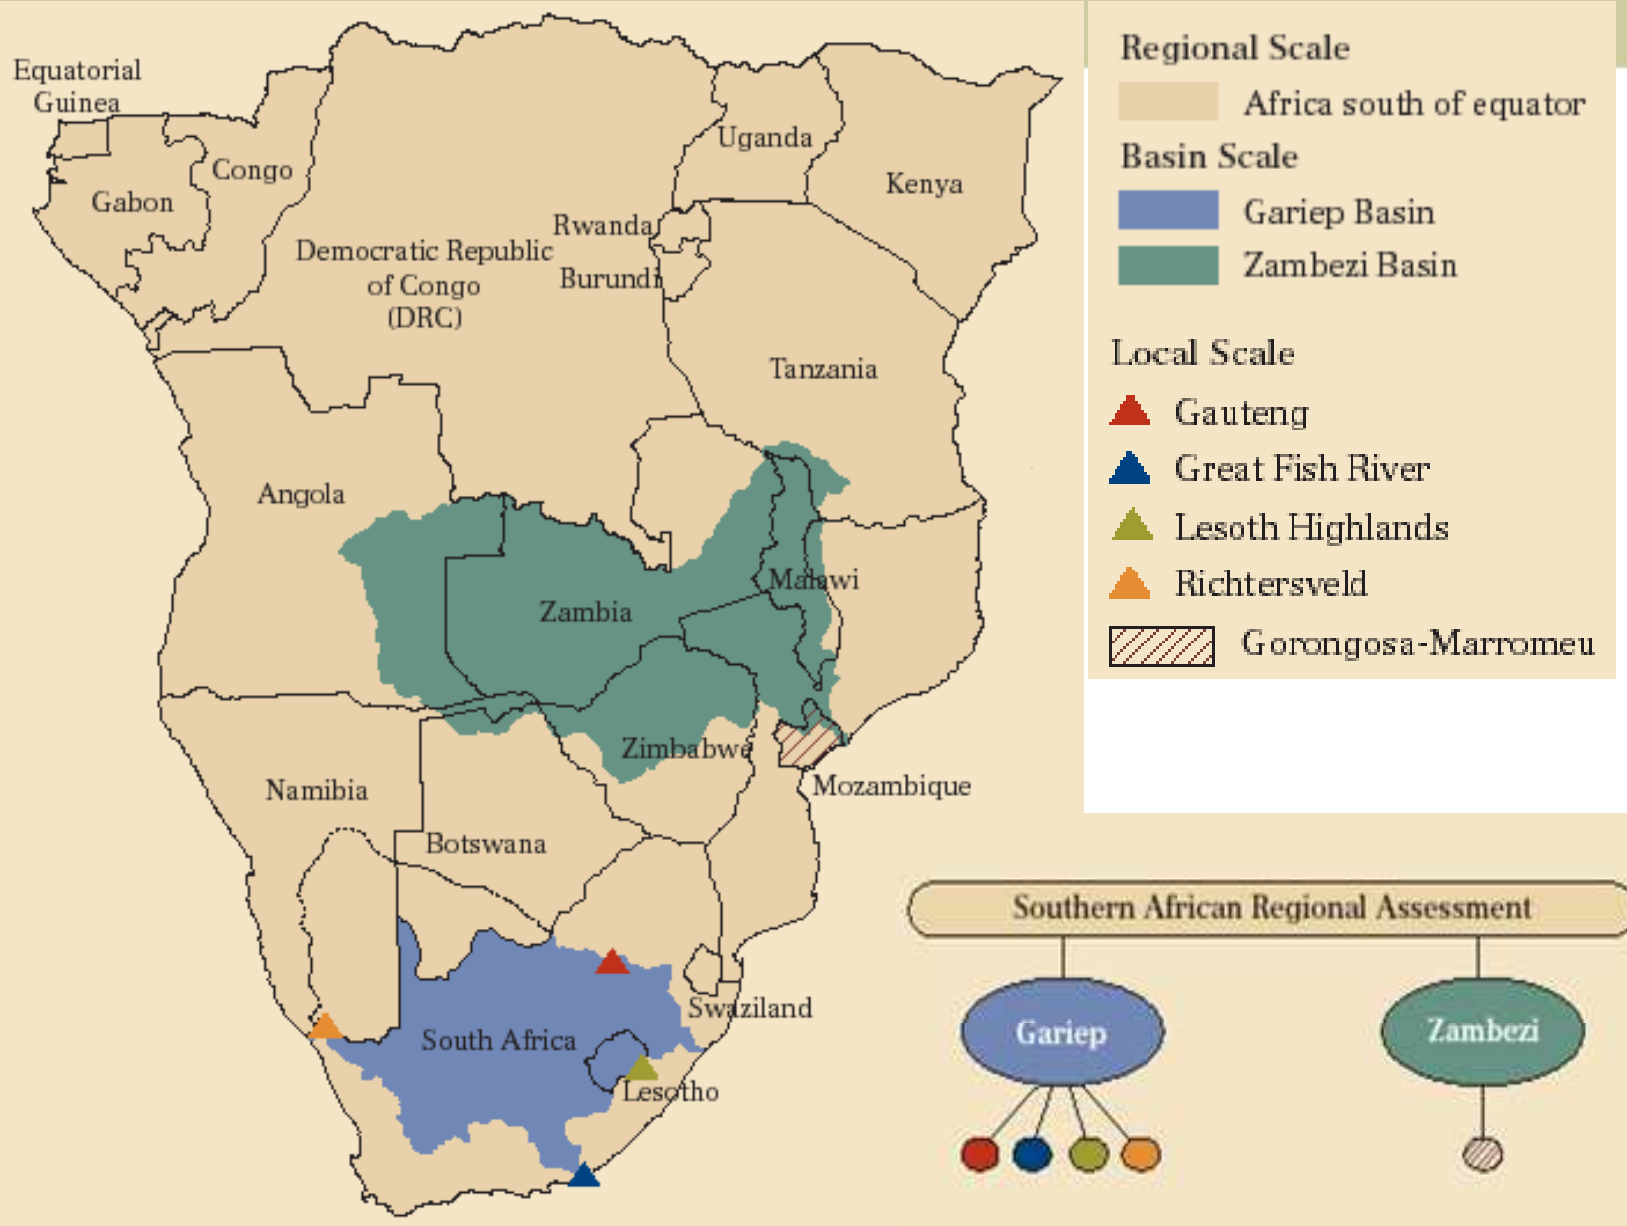 Equatorial
Guinea
Gabon
Congo
Democratic Republic
of Congo
(DRC)
Uganda
Kenya
Rwanda
Burundi
Tanzania
Angola
Zambia
Malawi
Zimbabwe
Mozambique
Namibia
Botswana
Swaziland
South Africa
Lesotho
Regional Scale
Africa south of equator
Basin Scale
Gariep Basin
Zambezi Basin
Local Scale
Gauteng
Great Fish River
Lesoth Highlands
Richtersveld
Gorongosa-Marromeu
Southern African Regional Assessment
Gariep
Zambezi